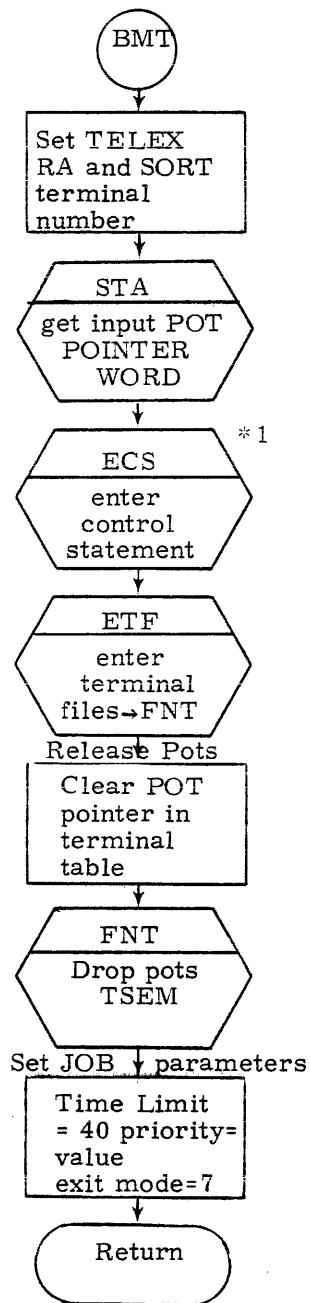 BMT
Set TELEX
RA and SORT
terminal
number
STA
get input POT
POINTER
WORD
*1
ECS
enter
control
statement
ETF
enter
terminal
files→FNT
Release Pots
Clear POT
pointer in
terminal
table
FNT
Drop pots
TSEM
Set JOB parameters
Time Limit
= 40 priority=
value
exit mode=7
Return